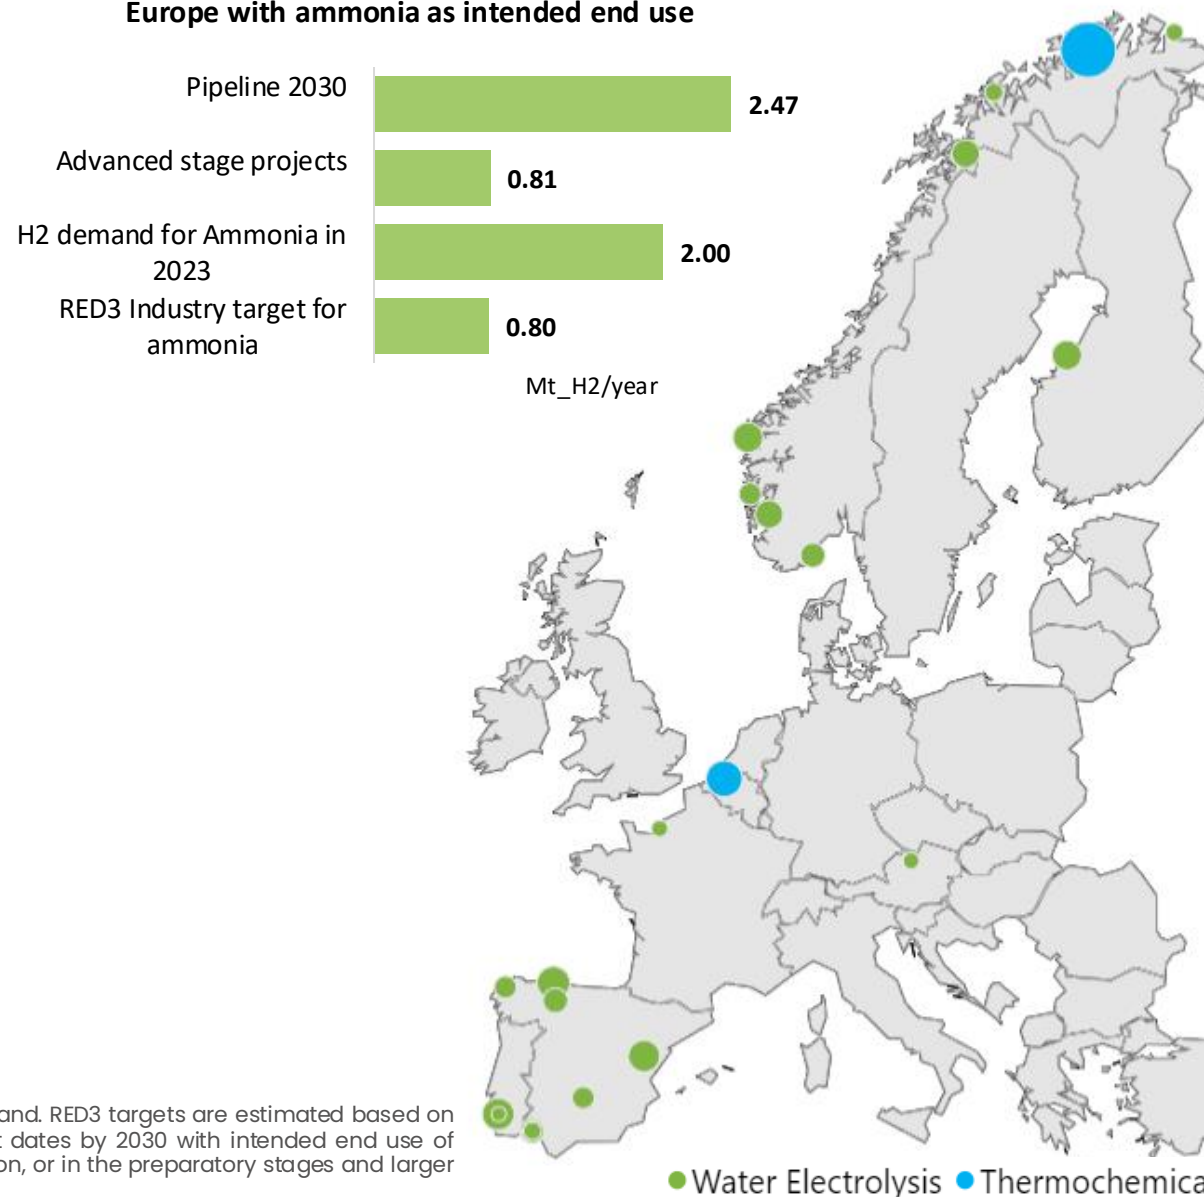 Europe with ammonia as intended end use
Pipeline 2030
2.47
Advanced stage projects
0.81
H2 demand for Ammonia in
2023
2.00
RED3 Industry target for
ammonia
0.80
Mt_H2/year
and. RED3 targets are estimated based on
dates by 2030 with intended end use of
on, or in the preparatory stages and larger
Water Electrolysis
Thermochemica